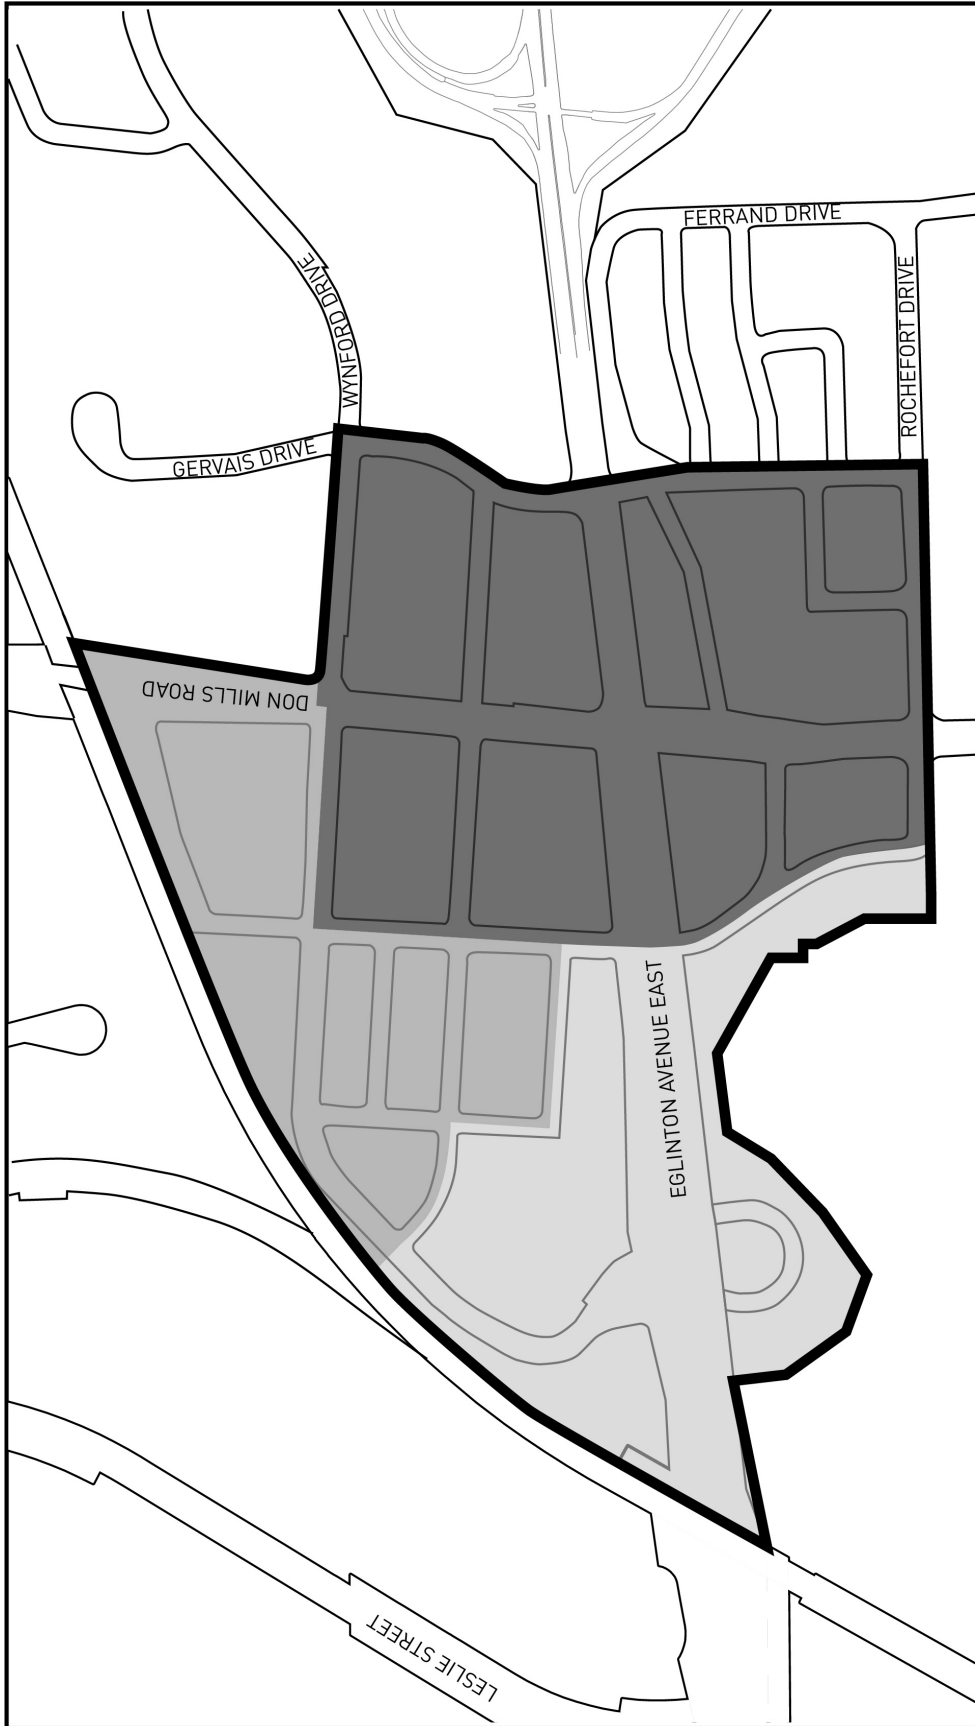 FERRAND DRIVE
ROCHEFORT DRIVE
WYNFORD DRIVE
GERVAIS DRIVE
DON MILLS ROAD
EGLINTON AVENUE EAST
LESLIE STREET